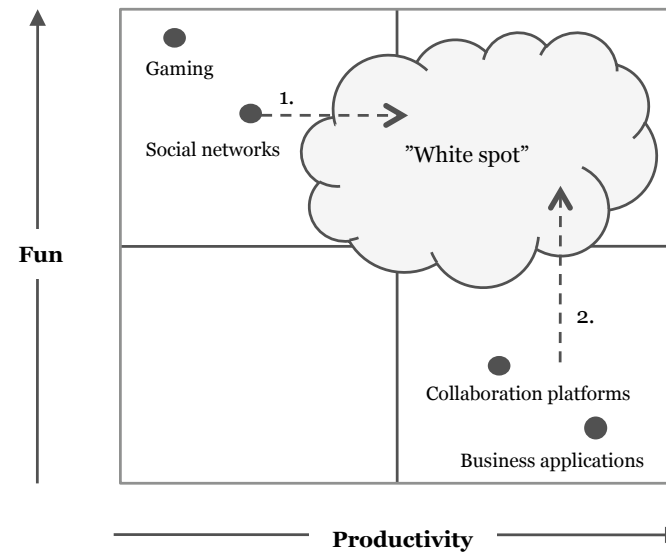 Gaming
1.
Social networks
”White spot”
Fun
2.
Collaboration platforms
Business applications
Productivity